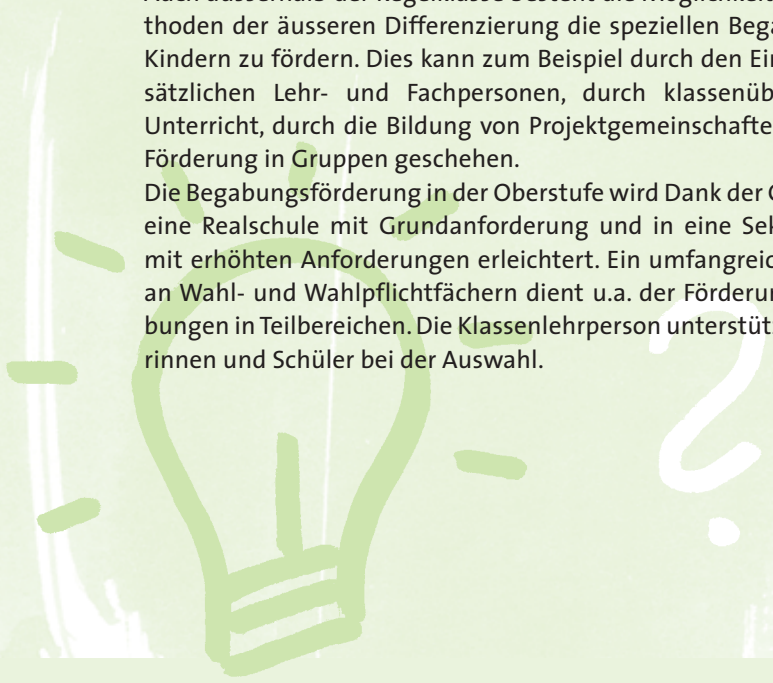 thoden der äusseren Differenzierung die speziellen Bega
Kindern zu fördern. Dies kann zum Beispiel durch den Ein
sätzlichen Lehr- und Fachpersonen, durch klassenüb
Unterricht, durch die Bildung von Projektgemeinschafte
Förderung in Gruppen geschehen.
Die Begabungsförderung in der Oberstufe wird Dank der G
eine Realschule mit Grundanforderung und in eine Sek
mit erhöhten Anforderungen erleichtert. Ein umfangreic
an Wahl- und Wahlpflichtfächern dient u.a. der Förderun
bungen in Teilbereichen. Die Klassenlehrperson unterstüt
rinnen und Schüler bei der Auswahl.
?